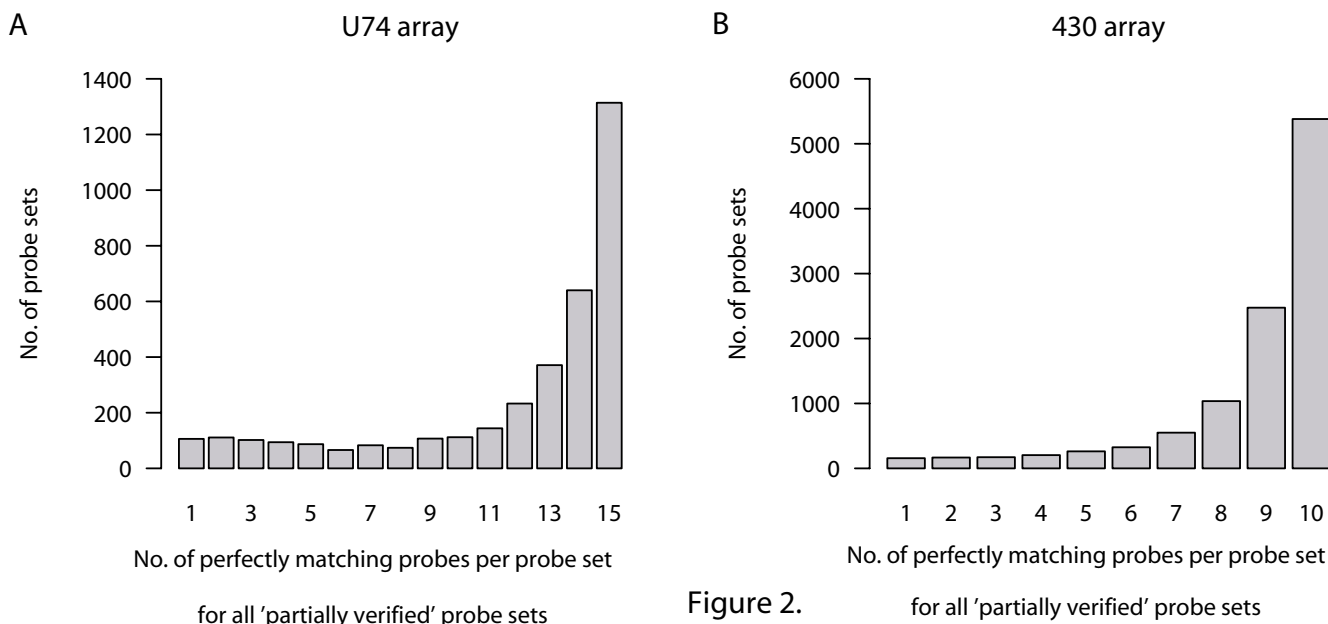 A
U74 array
1400
1200
1000
800
600
400
200
0
No. of probe sets
1 3 5 7 9 11 13 15
No. of perfectly matching probes per probe set
for all 'partially verified' probe sets
B
430 array
6000
5000
4000
3000
2000
1000
0
No. of probe sets
1 2 3 4 5 6 7 8 9 10
No. of perfectly matching probes per probe set
for all 'partially verified' probe sets
Figure 2.